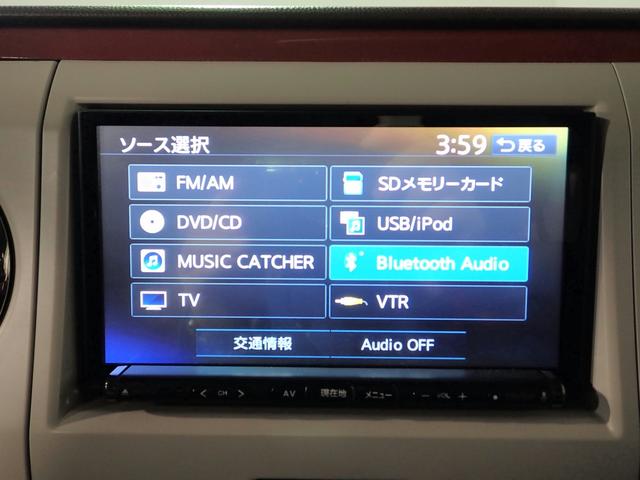 ソース選択 3:59 戻る
FM/AM SDメモリーカード
DVD/CD USB/iPod
MUSIC CATCHER Bluetooth Audio
TV VTR
交通情報 Audio OFF
CH AV 現在地 メニュー − VOL +